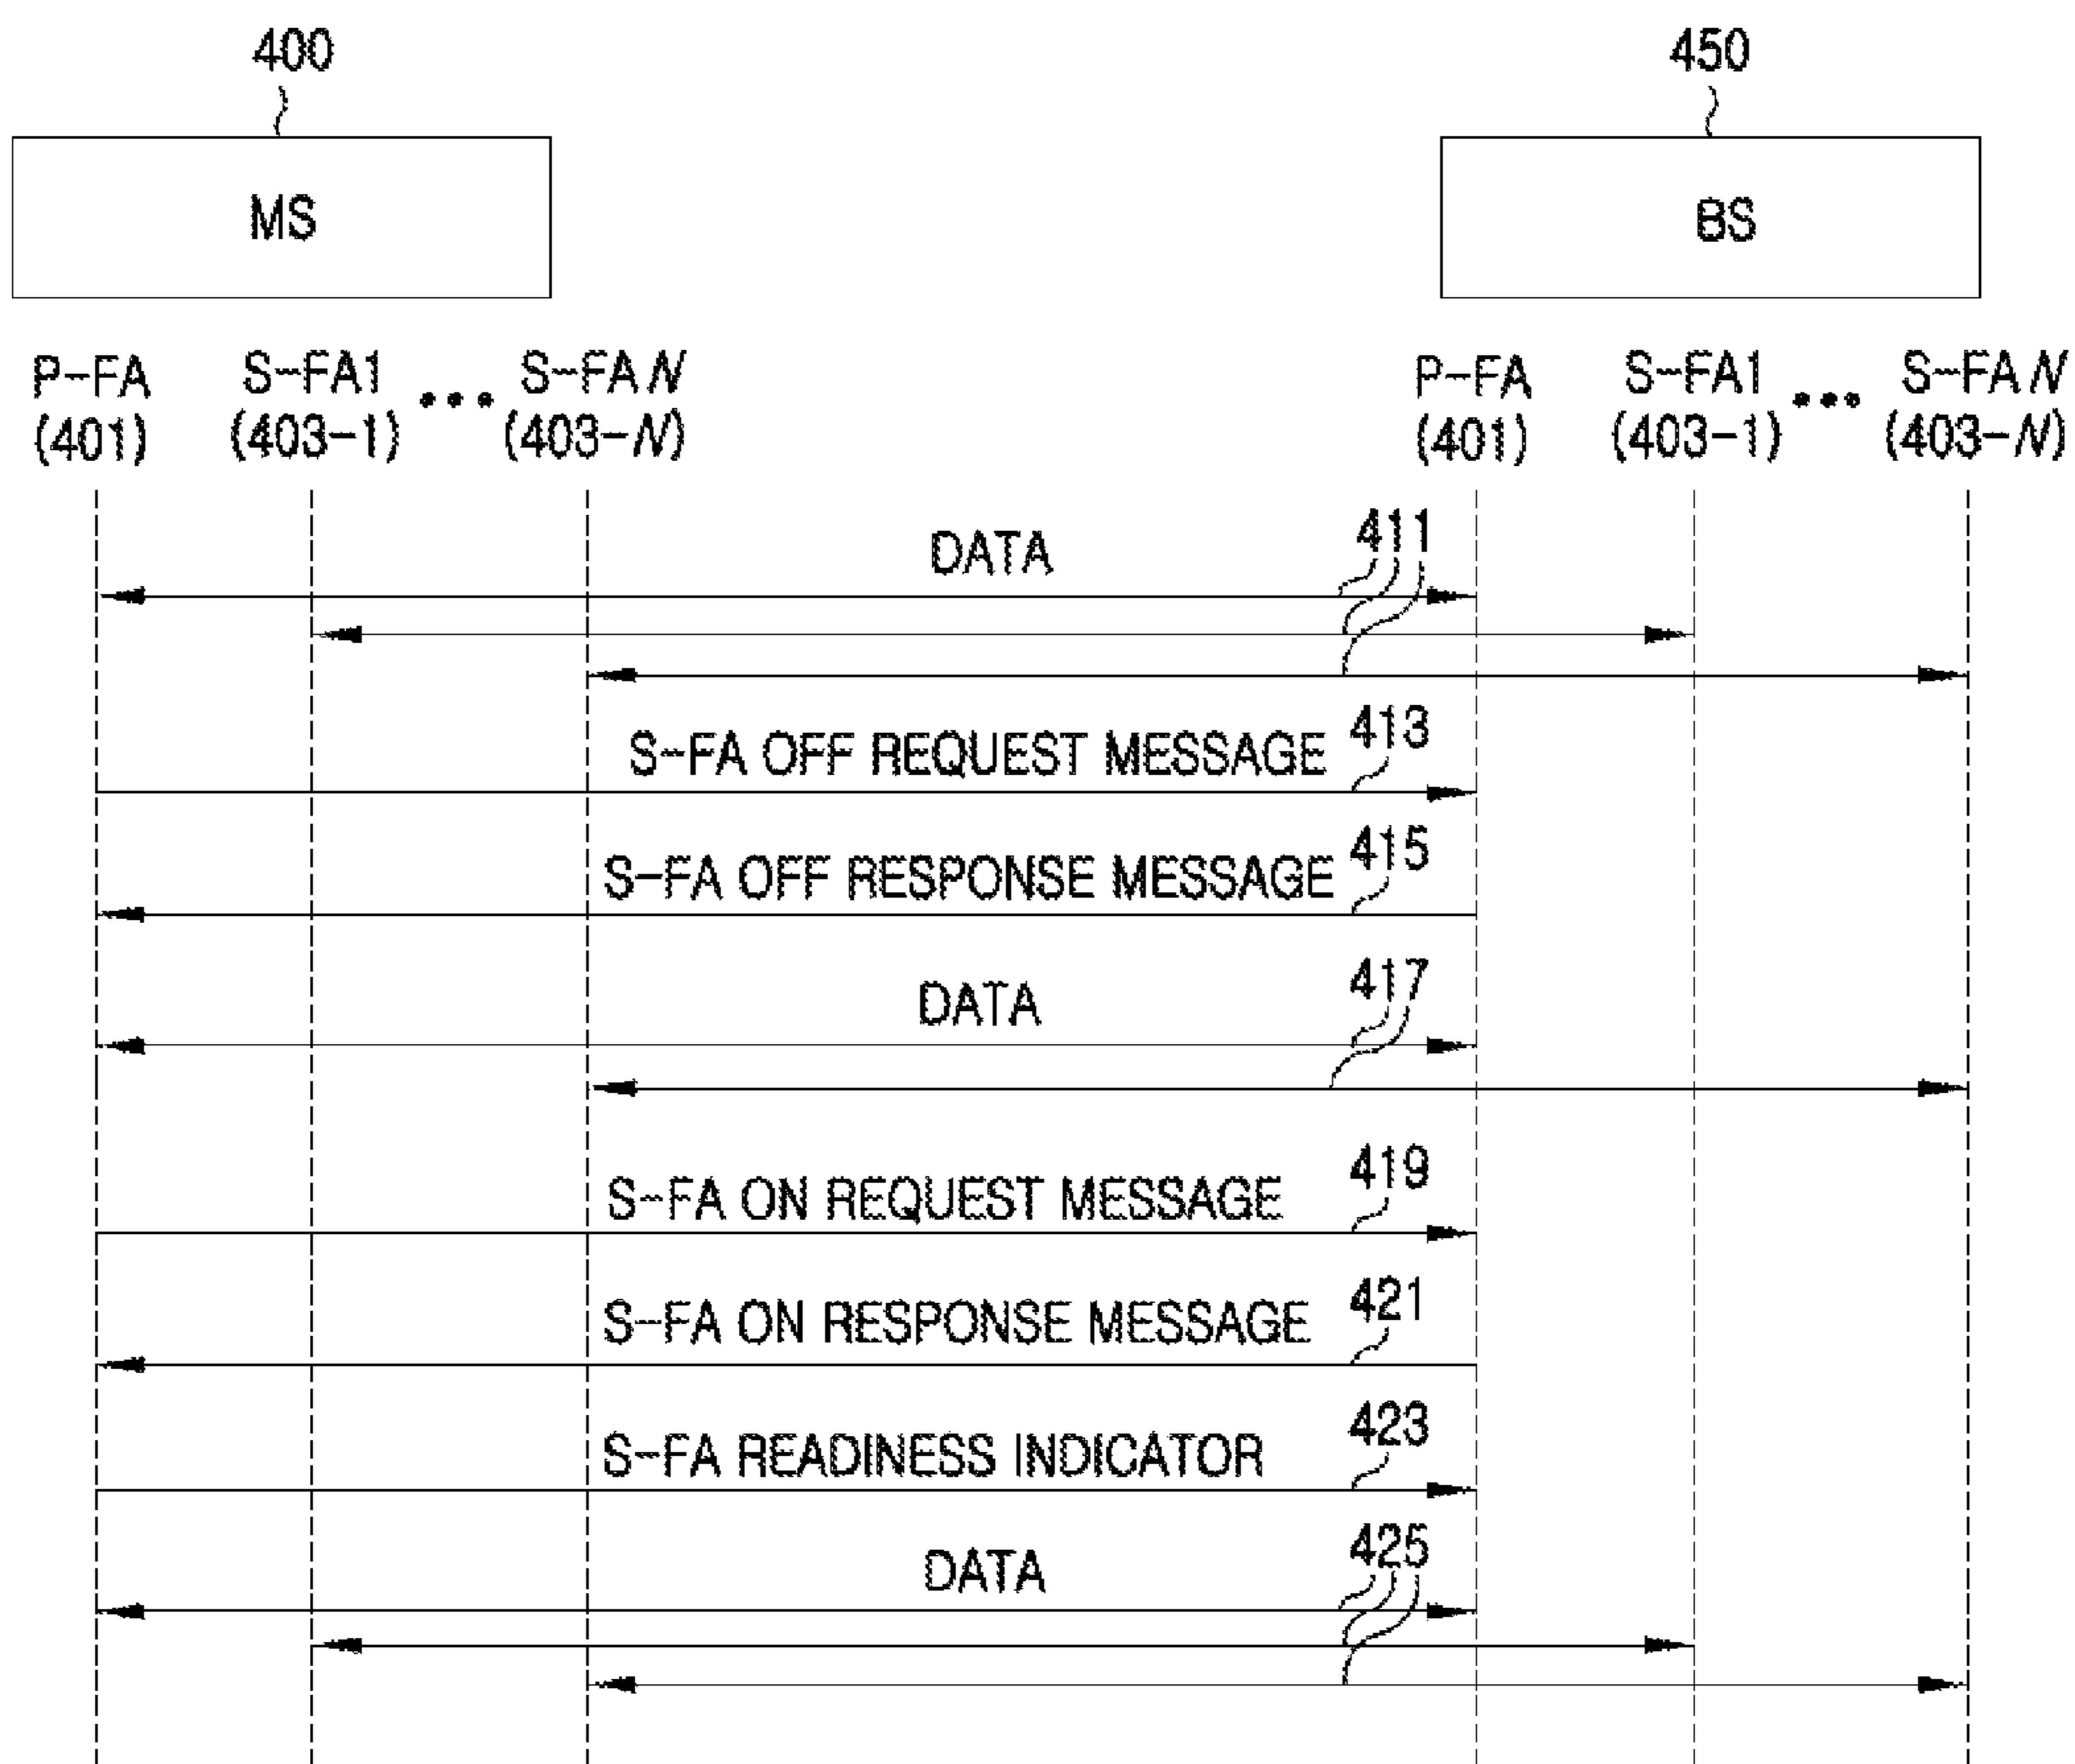 400
450
MS
BS
P-FA S-FA1 ••• S-FAN P-FA S-FA1 ••• S-FAN
(401) (403-1) (403-N) (401) (403-1) (403-N)
411
DATA
413
S-FA OFF REQUEST MESSAGE
415
S-FA OFF RESPONSE MESSAGE
417
DATA
419
S-FA ON REQUEST MESSAGE
421
S-FA ON RESPONSE MESSAGE
423
S-FA READINESS INDICATOR
425
DATA